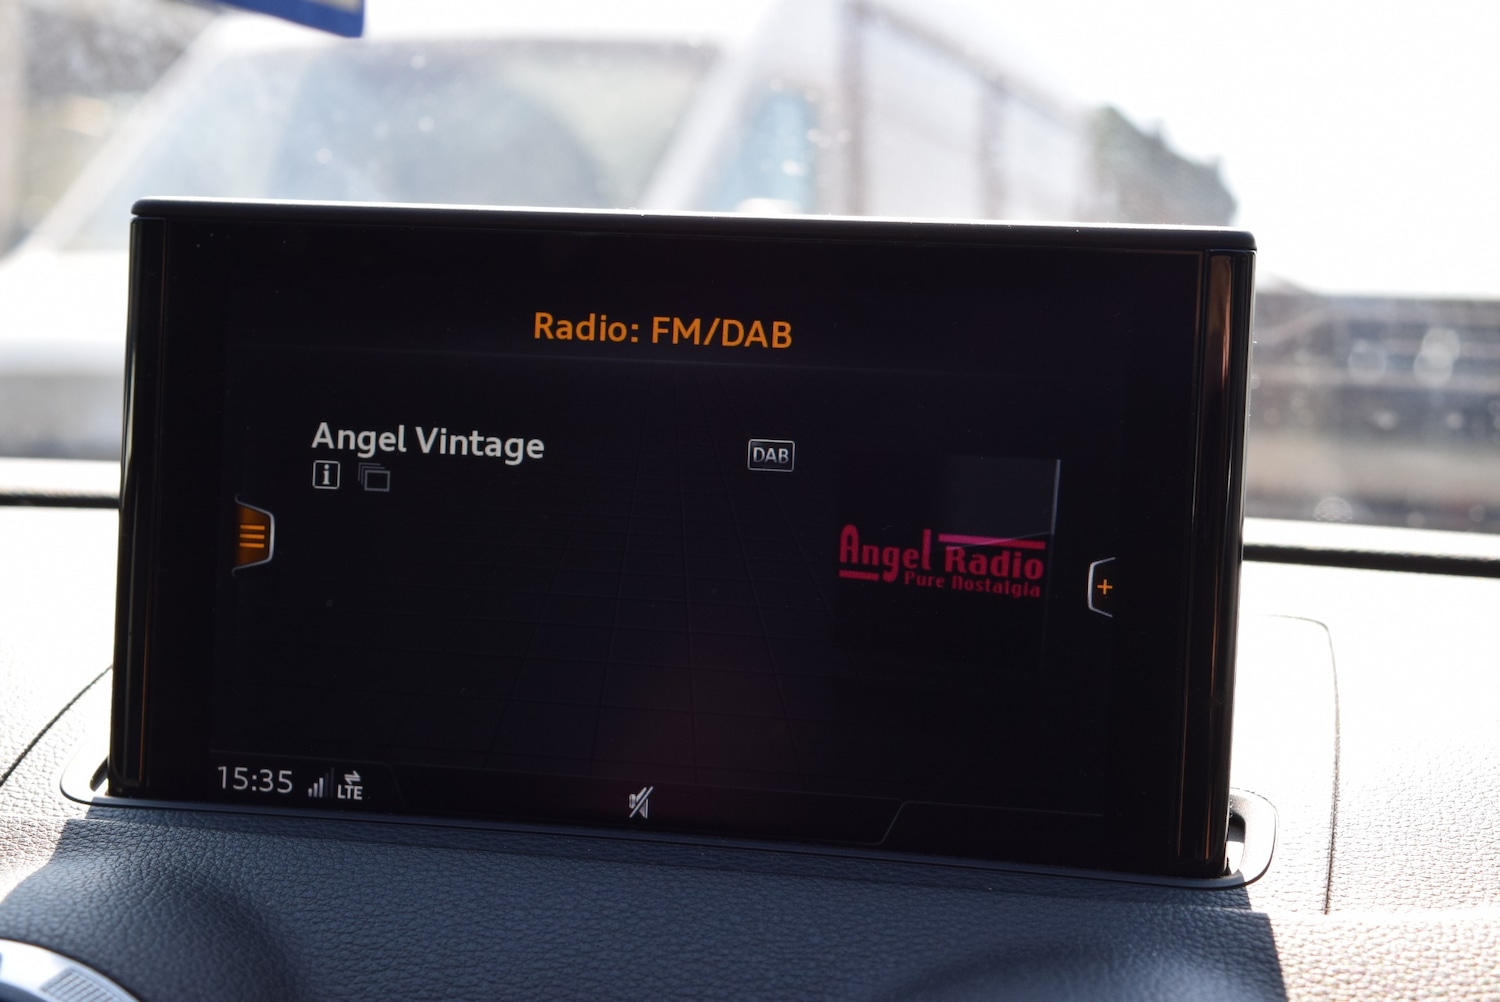 Radio: FM/DAB
Angel Vintage
DAB
i
Angel Radio
Pure Nostalgia
15:35
LTE